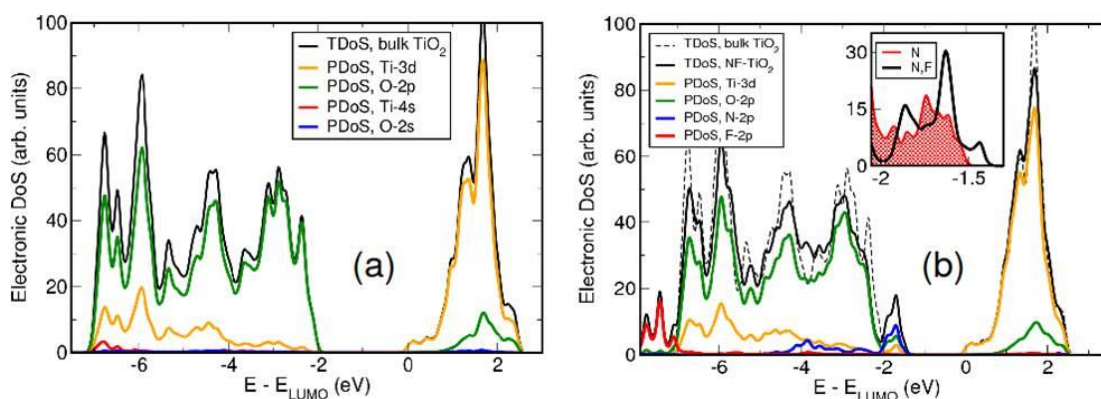 100
80
60
40
20
0
Electronic DoS (arb. units)
TDoS, bulk TiO2
PDoS, Ti-3d
PDoS, O-2p
PDoS, Ti-4s
PDoS, O-2s
(a)
-6 -4 -2 0 2
E - ELUMO (eV)
100
80
60
40
20
0
Electronic DoS (arb. units)
TDoS, bulk TiO2
TDoS, NF-TiO2
PDoS, Ti-3d
PDoS, O-2p
PDoS, N-2p
PDoS, F-2p
30
15
0
N
N,F
-2 -1.5
(b)
-6 -4 -2 0 2
E - ELUMO (eV)